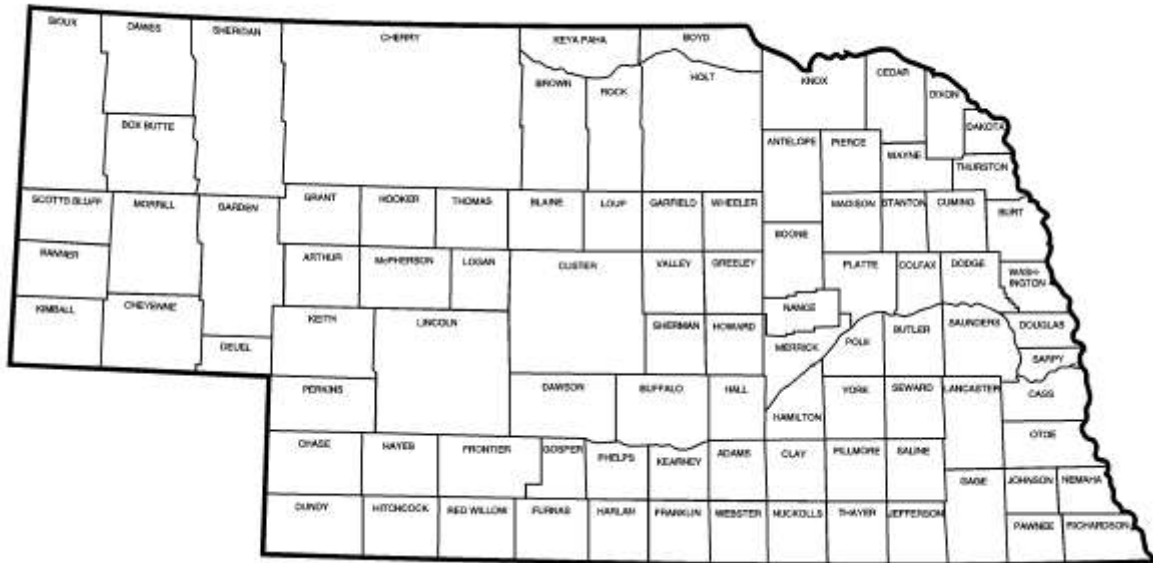 SIOUX
DAWES
SHERIDAN
CHERRY
KEYA PAHA
BOYD
BROWN
ROCK
HOLT
KNOX
CEDAR
DIXON
DAKOTA
BOX BUTTE
ANTELOPE
PIERCE
WAYNE
THURSTON
SCOTTS BLUFF
MORRILL
GARDEN
GRANT
HOOKER
THOMAS
BLAINE
LOUP
GARFIELD
WHEELER
MADISON
STANTON
CUMING
BURT
BOONE
BANNER
ARTHUR
McPHERSON
LOGAN
CUSTER
VALLEY
GREELEY
PLATTE
COLFAX
DODGE
WASH-
INGTON
KIMBALL
CHEYENNE
KEITH
LINCOLN
NANCE
SHERMAN
HOWARD
MERRICK
POLK
BUTLER
SAUNDERS
DOUGLAS
DEUEL
SARPY
PERKINS
DAWSON
BUFFALO
HALL
HAMILTON
YORK
SEWARD
LANCASTER
CASS
OTOE
CHASE
HAYES
FRONTIER
GOSPER
PHELPS
KEARNEY
ADAMS
CLAY
FILLMORE
SALINE
GAGE
JOHNSON
NEMAHA
DUNDY
HITCHCOCK
RED WILLOW
FURNAS
HARLAN
FRANKLIN
WEBSTER
NUCKOLLS
THAYER
JEFFERSON
PAWNEE
RICHARDSON